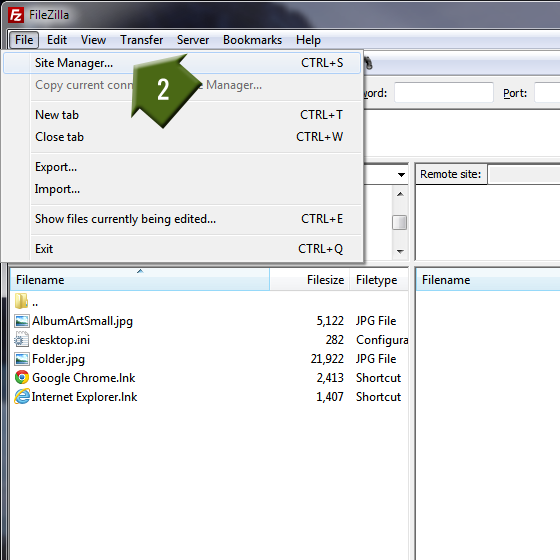 FileZilla
File Edit View Transfer Server Bookmarks Help
Site Manager... CTRL+S
2
Copy current conn Manager...
word: Port:
New tab CTRL+T
Close tab CTRL+W
Export...
Import...
Remote site:
Show files currently being edited... CTRL+E
Exit CTRL+Q
Filename Filesize Filetype Filename
..
AlbumArtSmall.jpg 5,122 JPG File
desktop.ini 282 Configura
Folder.jpg 21,922 JPG File
Google Chrome.lnk 2,413 Shortcut
Internet Explorer.lnk 1,407 Shortcut